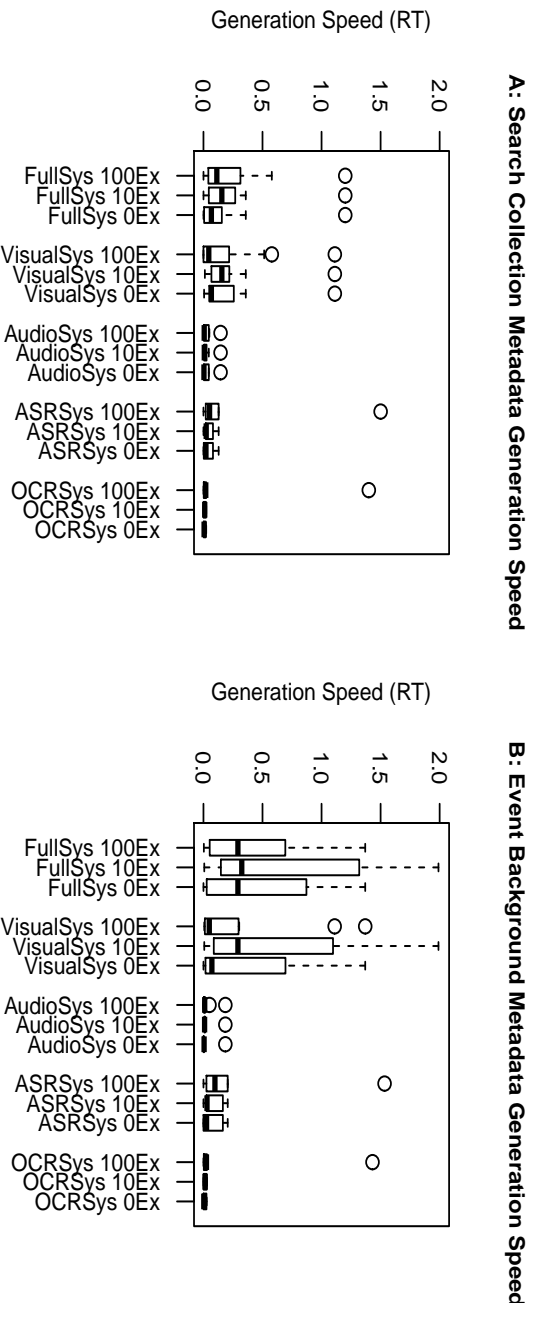 A: Search Collection Metadata Generation Speed
Generation Speed (RT)
0.0
0.5
1.0
1.5
2.0
FullSys 100Ex
FullSys 10Ex
FullSys 0Ex
VisualSys 100Ex
VisualSys 10Ex
VisualSys 0Ex
AudioSys 100Ex
AudioSys 10Ex
AudioSys 0Ex
ASRSys 100Ex
ASRSys 10Ex
ASRSys 0Ex
OCRSys 100Ex
OCRSys 10Ex
OCRSys 0Ex
B: Event Background Metadata Generation Speed
Generation Speed (RT)
0.0
0.5
1.0
1.5
2.0
FullSys 100Ex
FullSys 10Ex
FullSys 0Ex
VisualSys 100Ex
VisualSys 10Ex
VisualSys 0Ex
AudioSys 100Ex
AudioSys 10Ex
AudioSys 0Ex
ASRSys 100Ex
ASRSys 10Ex
ASRSys 0Ex
OCRSys 100Ex
OCRSys 10Ex
OCRSys 0Ex